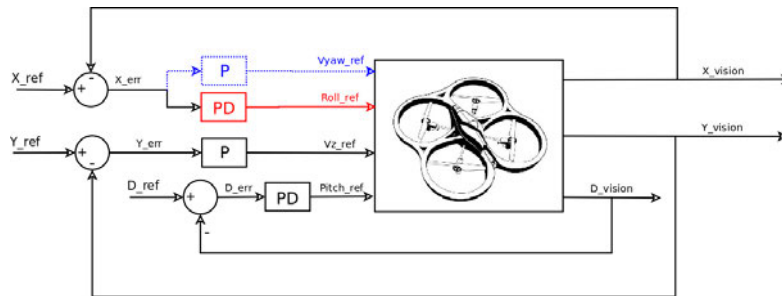 Vyaw_ref
X_ref + - X_err P X_vision
PD Roll_ref
Y_ref + - Y_err P Vz_ref Y_vision
D_ref + - D_err PD Pitch_ref D_vision